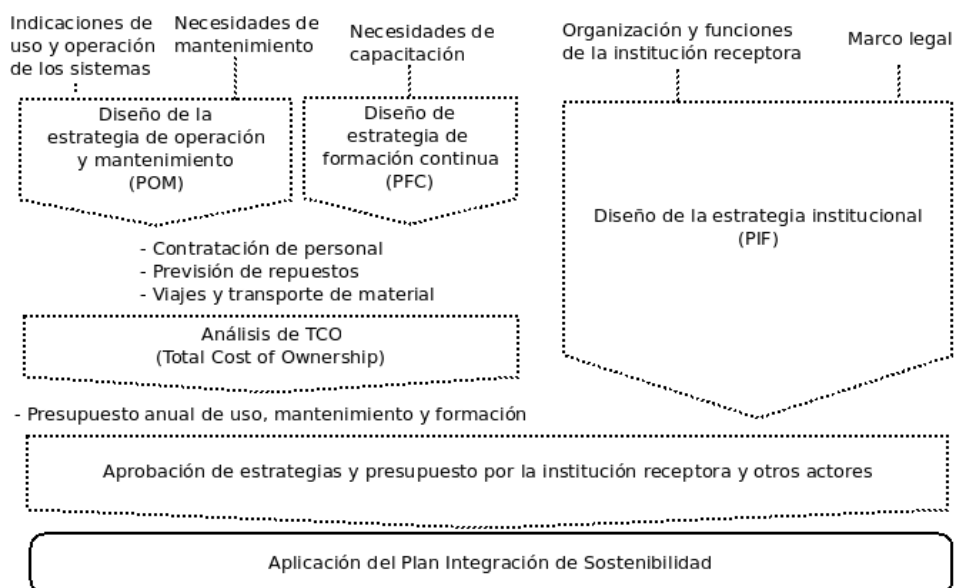 Indicaciones de
uso y operación
de los sistemas
Necesidades de
mantenimiento
Necesidades de
capacitación
Organización y funciones
de la institución receptora
Marco legal
Diseño de la
estrategia de operación
y mantenimiento
(POM)
Diseño de
estrategia de
formación continua
(PFC)
Diseño de la estrategia institucional
(PIF)
- Contratación de personal
- Previsión de repuestos
- Viajes y transporte de material
Análisis de TCO
(Total Cost of Ownership)
- Presupuesto anual de uso, mantenimiento y formación
Aprobación de estrategias y presupuesto por la institución receptora y otros actores
Aplicación del Plan Integración de Sostenibilidad